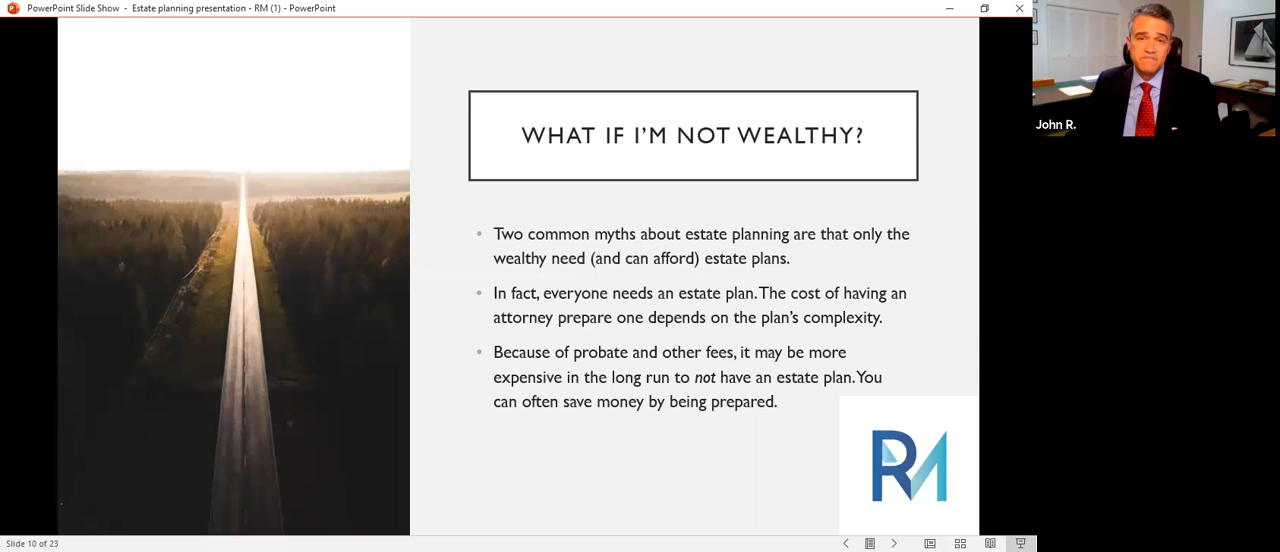 PowerPoint Slide Show - Estate planning presentation - RM (1) - PowerPoint
WHAT IF I'M NOT WEALTHY?
• Two common myths about estate planning are that only the
wealthy need (and can afford) estate plans.
• In fact, everyone needs an estate plan. The cost of having an
attorney prepare one depends on the plan's complexity.
• Because of probate and other fees, it may be more
expensive in the long run to not have an estate plan. You
can often save money by being prepared.
RM
Slide 10 of 23
John R.